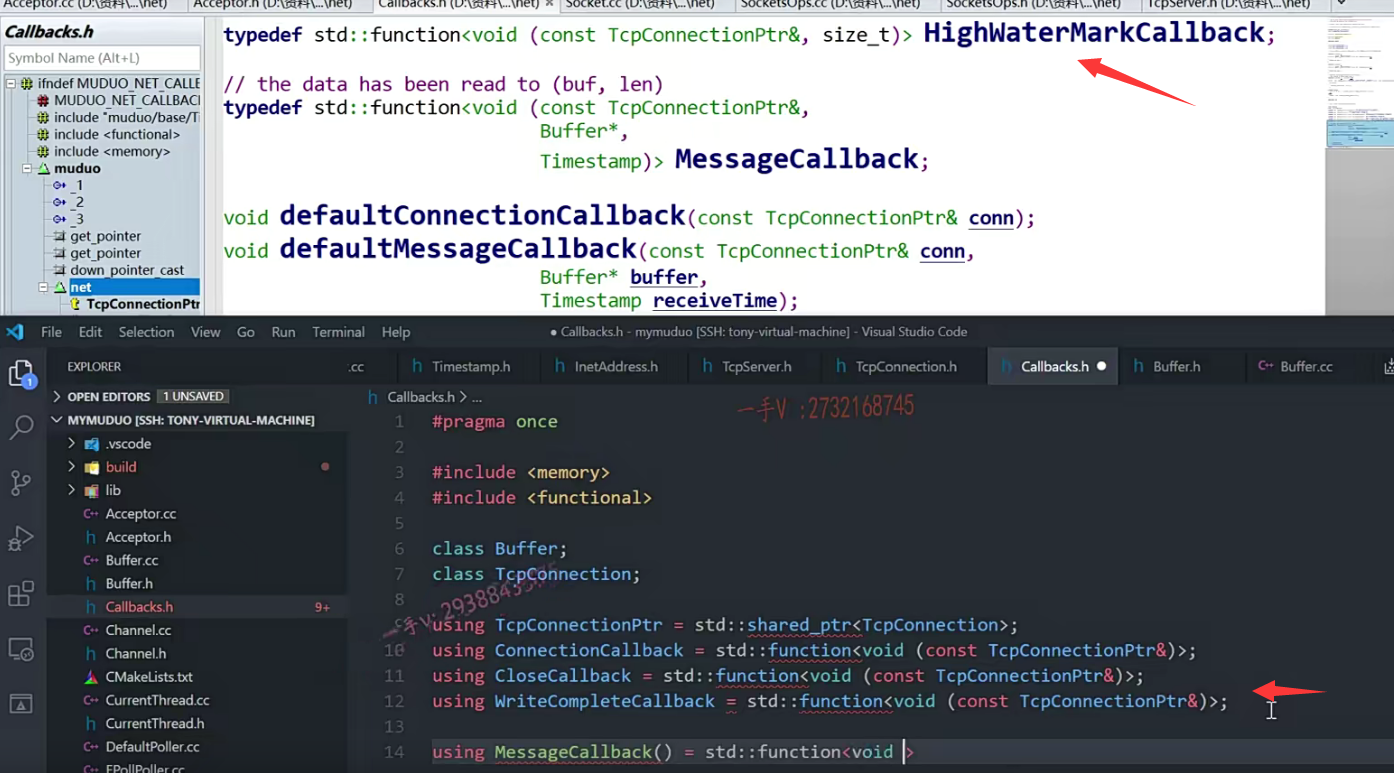 Acceptor.cc (D:\资料\...\net)
Acceptor.h (D:\资料\...\net)
Callbacks.h (D:\资料\...\net)
Socket.cc (D:\资料\...\net)
SocketsOps.cc (D:\资料\...\net)
SocketsOps.h (D:\资料\...\net)
TcpServer.h (D:\资料\...\net)
Callbacks.h
Symbol Name (Alt+L)
ifndef MUDUO_NET_CALLB
MUDUO_NET_CALLBAC
include "muduo/base/Ti
include <functional>
include <memory>
muduo
_1
_2
_3
get_pointer
get_pointer
down_pointer_cast
net
TcpConnectionPtr
typedef std::function<void (const TcpConnectionPtr&, size_t)> HighWaterMarkCallback;
// the data has been read to (buf, len)
typedef std::function<void (const TcpConnectionPtr&,
Buffer*,
Timestamp)> MessageCallback;
void defaultConnectionCallback(const TcpConnectionPtr& conn);
void defaultMessageCallback(const TcpConnectionPtr& conn,
Buffer* buffer,
Timestamp receiveTime);
File Edit Selection View Go Run Terminal Help
● Callbacks.h - mymuduo [SSH: tony-virtual-machine] - Visual Studio Code
1
EXPLORER
OPEN EDITORS 1 UNSAVED
MYMUDUO [SSH: TONY-VIRTUAL-MACHINE]
.vscode
build
lib
Acceptor.cc
Acceptor.h
Buffer.cc
Buffer.h
Callbacks.h 9+
Channel.cc
Channel.h
CMakeLists.txt
CurrentThread.cc
CurrentThread.h
DefaultPoller.cc
EPollPoller.cc
.cc
Timestamp.h
InetAddress.h
TcpServer.h
TcpConnection.h
Callbacks.h ●
Buffer.h
Buffer.cc
Callbacks.h > ...
一手V :2732168745
1 #pragma once
2
3 #include <memory>
4 #include <functional>
5
6 class Buffer;
7 class TcpConnection;
8
9 using TcpConnectionPtr = std::shared_ptr<TcpConnection>;
10 using ConnectionCallback = std::function<void (const TcpConnectionPtr&)>;
11 using CloseCallback = std::function<void (const TcpConnectionPtr&)>;
12 using WriteCompleteCallback = std::function<void (const TcpConnectionPtr&)>;
13
14 using MessageCallback() = std::function<void >